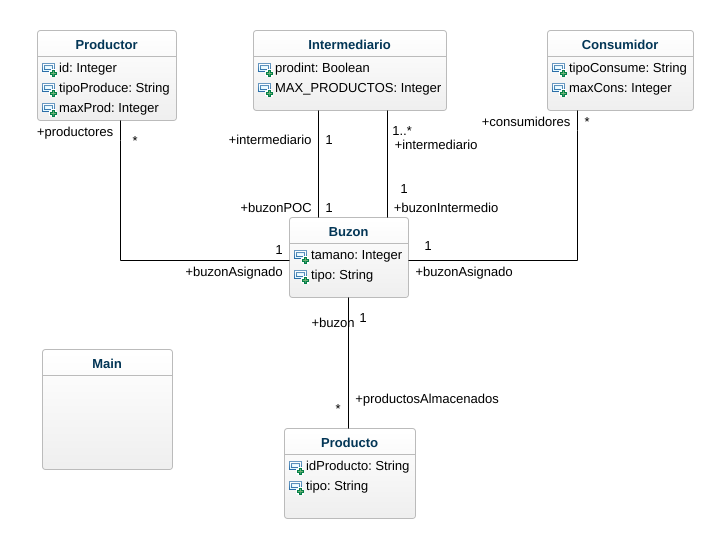 Productor
id: Integer
tipoProduce: String
maxProd: Integer
Intermediario
prodint: Boolean
MAX_PRODUCTOS: Integer
Consumidor
tipoConsume: String
maxCons: Integer
+productores
*
+intermediario
1
1..*
+intermediario
+consumidores
*
+buzonPOC
1
1
+buzonIntermedio
1
+buzonAsignado
1
+buzonAsignado
Buzon
tamano: Integer
tipo: String
+buzon
1
Main
+productosAlmacenados
*
Producto
idProducto: String
tipo: String